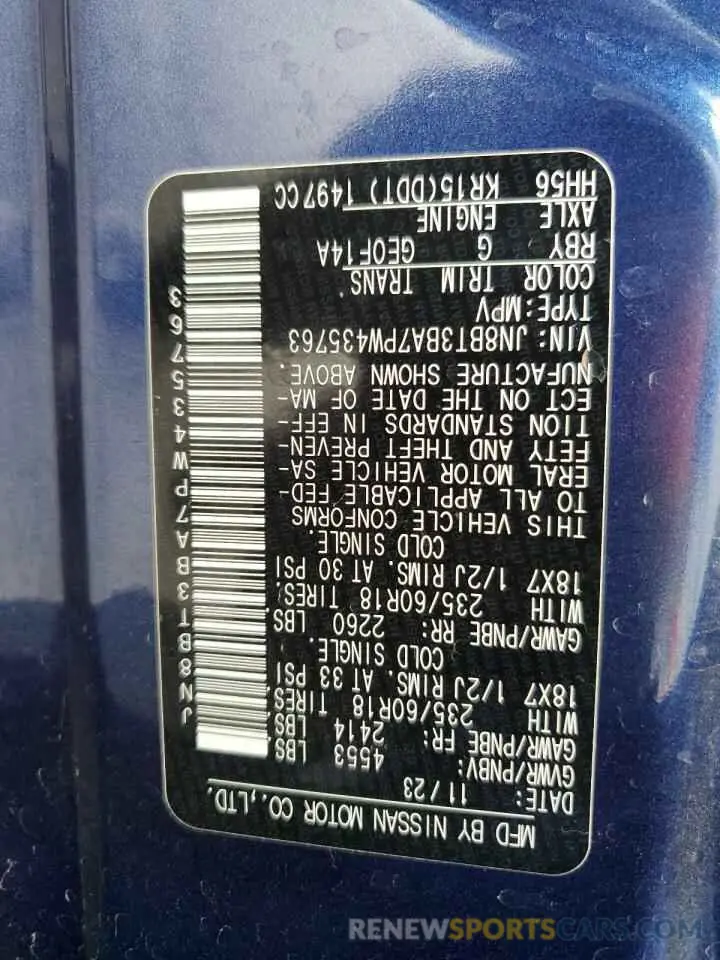 MFD BY NISSAN MOTOR CO.,LTD.
DATE: 11/23
GVWR/PNBV: 4553 LBS
GAWR/PNBE FR: 2414 LBS
WITH 235/60R18 TIRES,
18X7 1/2J RIMS. AT 33 PSI
COLD SINGLE.
GAWR/PNBE RR: 2260 LBS.
WITH 235/60R18 TIRES,
18X7 1/2J RIMS. AT 30 PSI
COLD SINGLE.
THIS VEHICLE CONFORMS
TO ALL APPLICABLE FED-
ERAL MOTOR VEHICLE SA-
FETY AND THEFT PREVEN-
TION STANDARDS IN EFF-
ECT ON THE DATE OF MA-
NUFACTURE SHOWN ABOVE.
VIN: JN8BT3BA7PW435763
TYPE:MPV
COLOR TRIM TRANS
RBY G GE0F14A
AXLE ENGINE
HH56 KR15(DDT) 1497CC
JN8BT3BA7PW435763
RENEWSPORTSCARS.COM